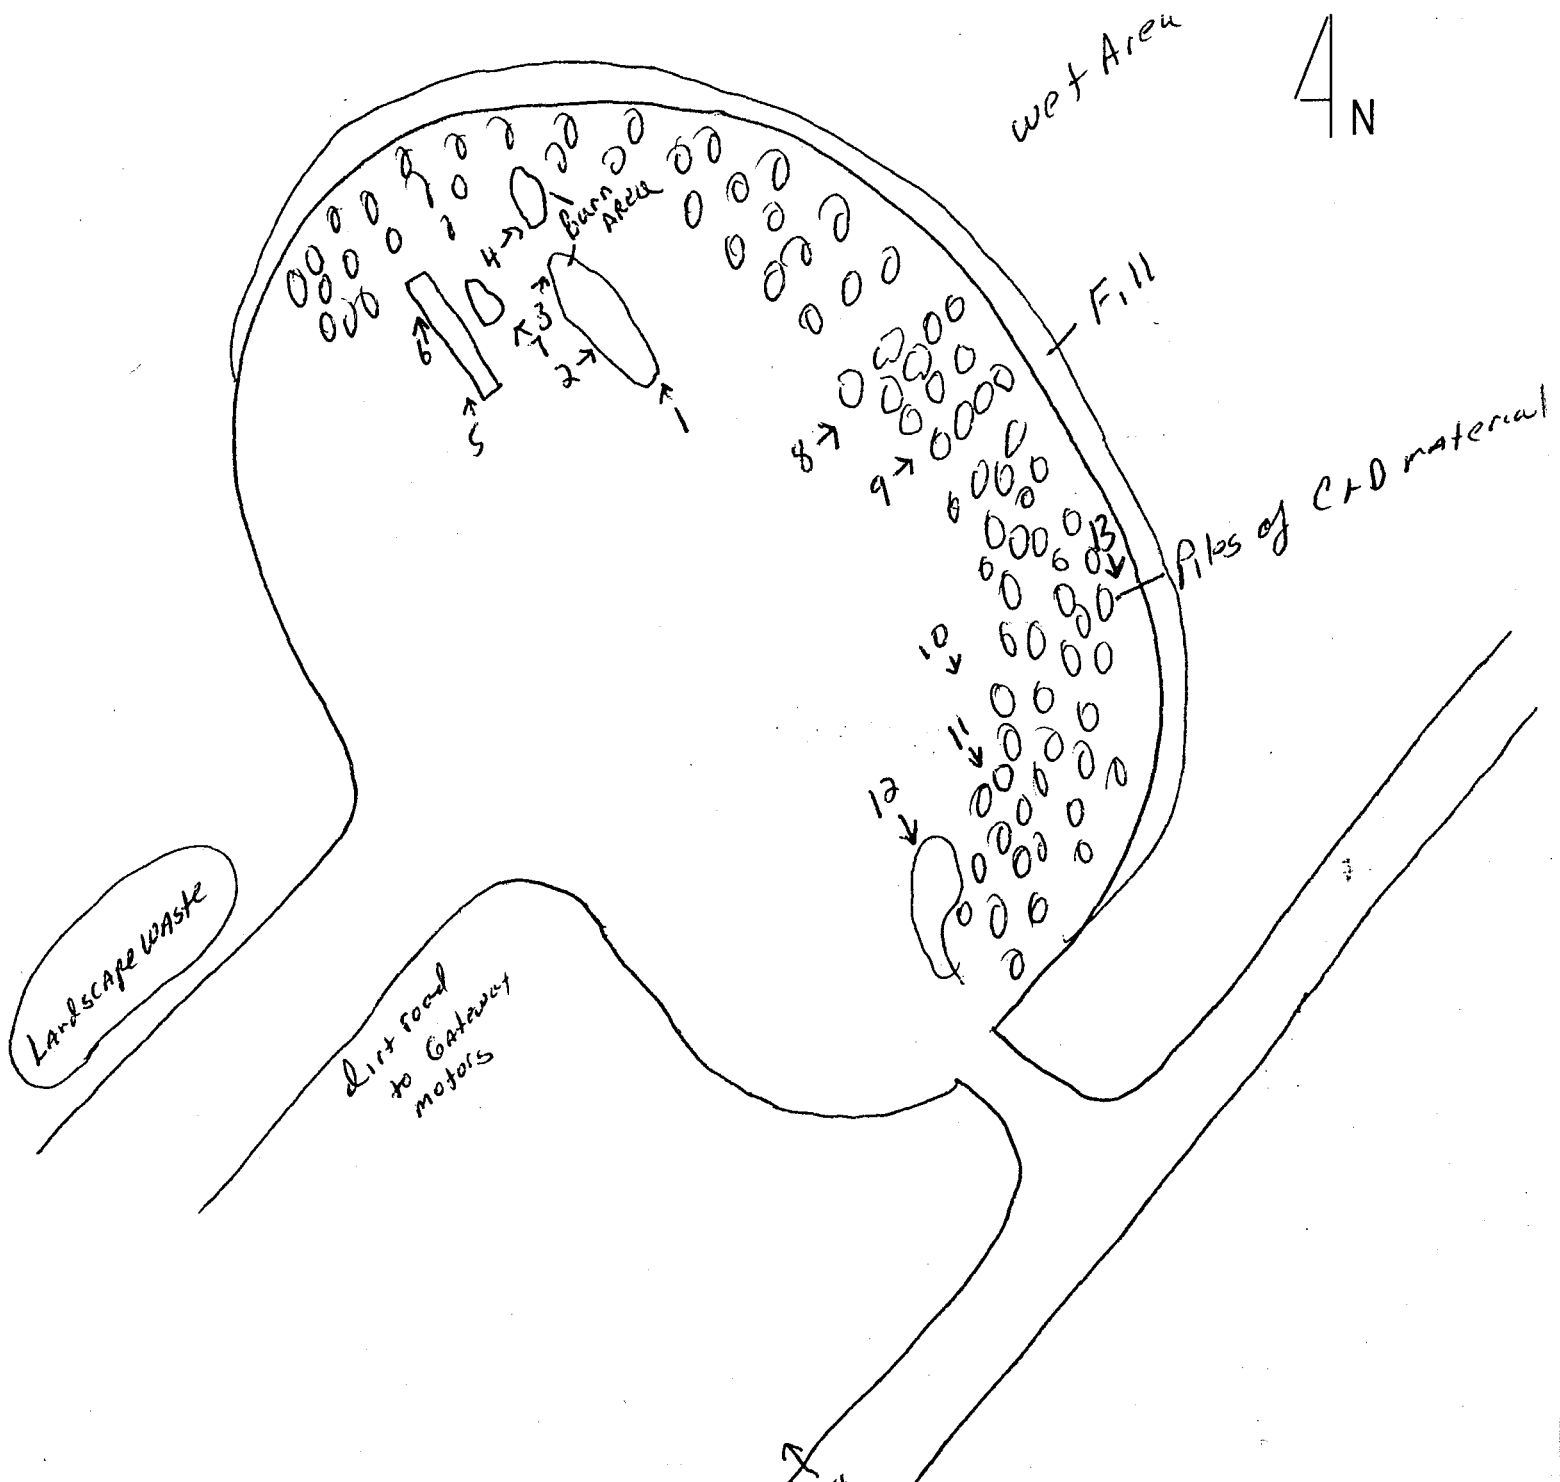 wet Area
N
Burn
AREA
4
3
7
6
2
1
5
Fill
8
9
13
Piles of C+D material
10
11
12
Landscape WAste
dirt road
to GAteway
motors